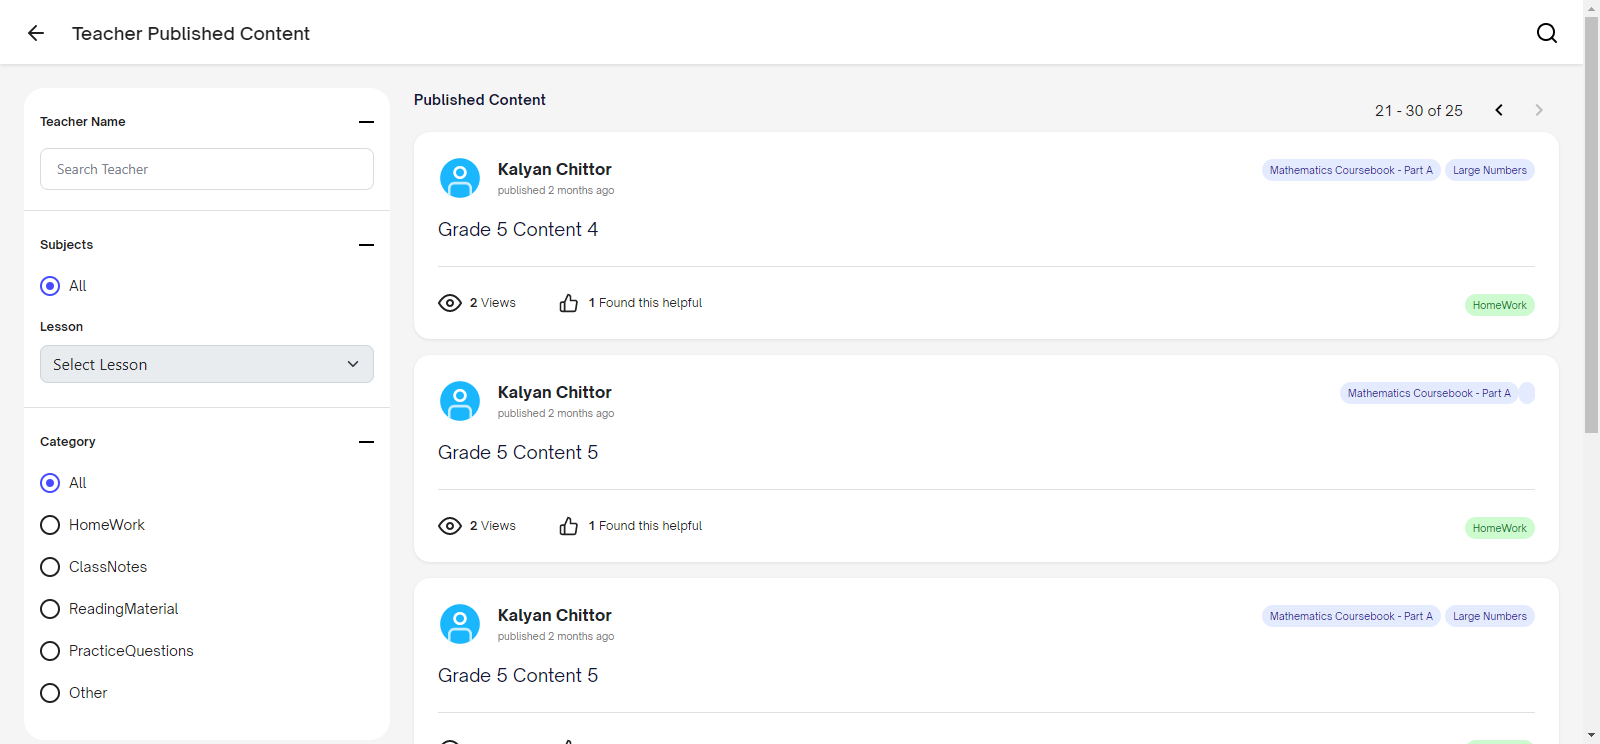 Teacher Published Content
Teacher Name
Search Teacher
Subjects
All
Lesson
Select Lesson
Category
All
HomeWork
ClassNotes
ReadingMaterial
PracticeQuestions
Other
Published Content
21 - 30 of 25
Kalyan Chittor
published 2 months ago
Mathematics Coursebook - Part A Large Numbers
Grade 5 Content 4
2 Views 1 Found this helpful
HomeWork
Kalyan Chittor
published 2 months ago
Mathematics Coursebook - Part A
Grade 5 Content 5
2 Views 1 Found this helpful
HomeWork
Kalyan Chittor
published 2 months ago
Mathematics Coursebook - Part A Large Numbers
Grade 5 Content 5